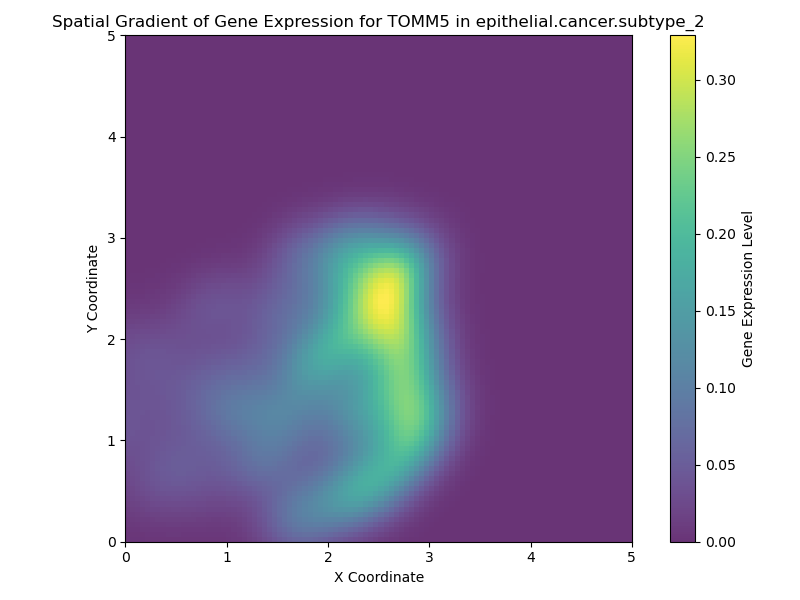 Spatial Gradient of Gene Expression for TOMM5 in epithelial.cancer.subtype_2
5
4
3
2
1
0
Y Coordinate
0 1 2 3 4 5
X Coordinate
0.30
0.25
0.20
0.15
0.10
0.05
0.00
Gene Expression Level